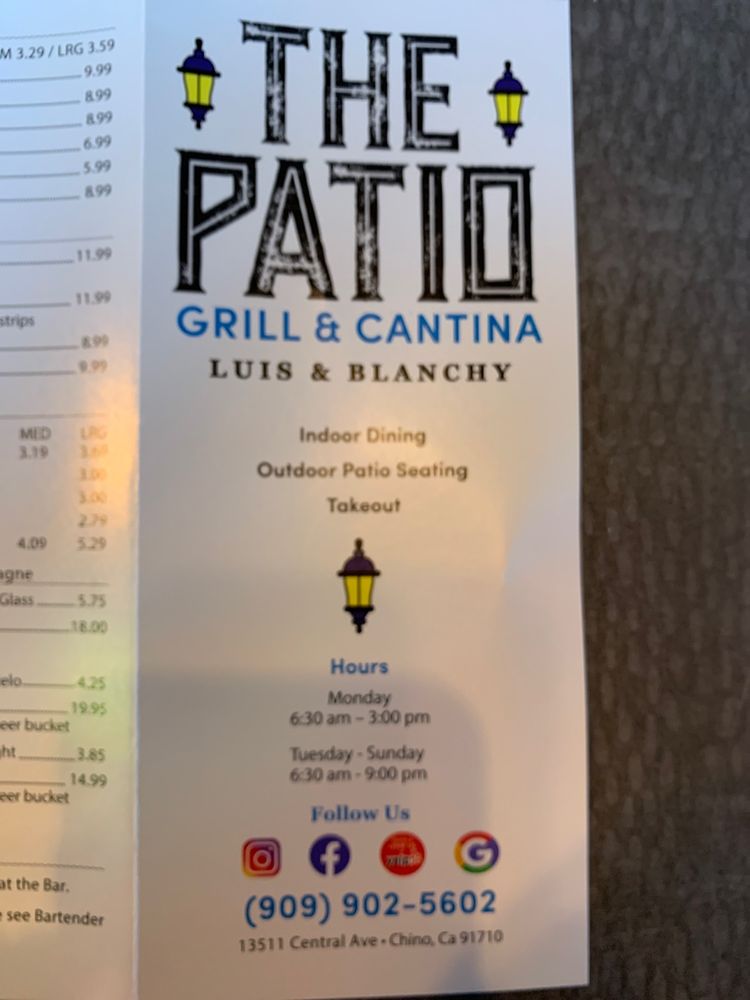 M 3.29 / LRG 3.59
9.99
8.99
8.99
6.99
5.99
8.99
11.99
11.99
strips
8.99
9.99
MED LRG
3.19 3.69
3.00
3.00
2.79
4.09 5.29
agne
Glass 5.75
18.00
elo 4.25
19.95
eer bucket
ht 3.85
14.99
eer bucket
at the Bar.
see Bartender
THE
PATIO
GRILL & CANTINA
LUIS & BLANCHY
Indoor Dining
Outdoor Patio Seating
Takeout
Hours
Monday
6:30 am – 3:00 pm
Tuesday - Sunday
6:30 am - 9:00 pm
Follow Us
f
yelp
G
(909) 902-5602
13511 Central Ave • Chino, Ca 91710